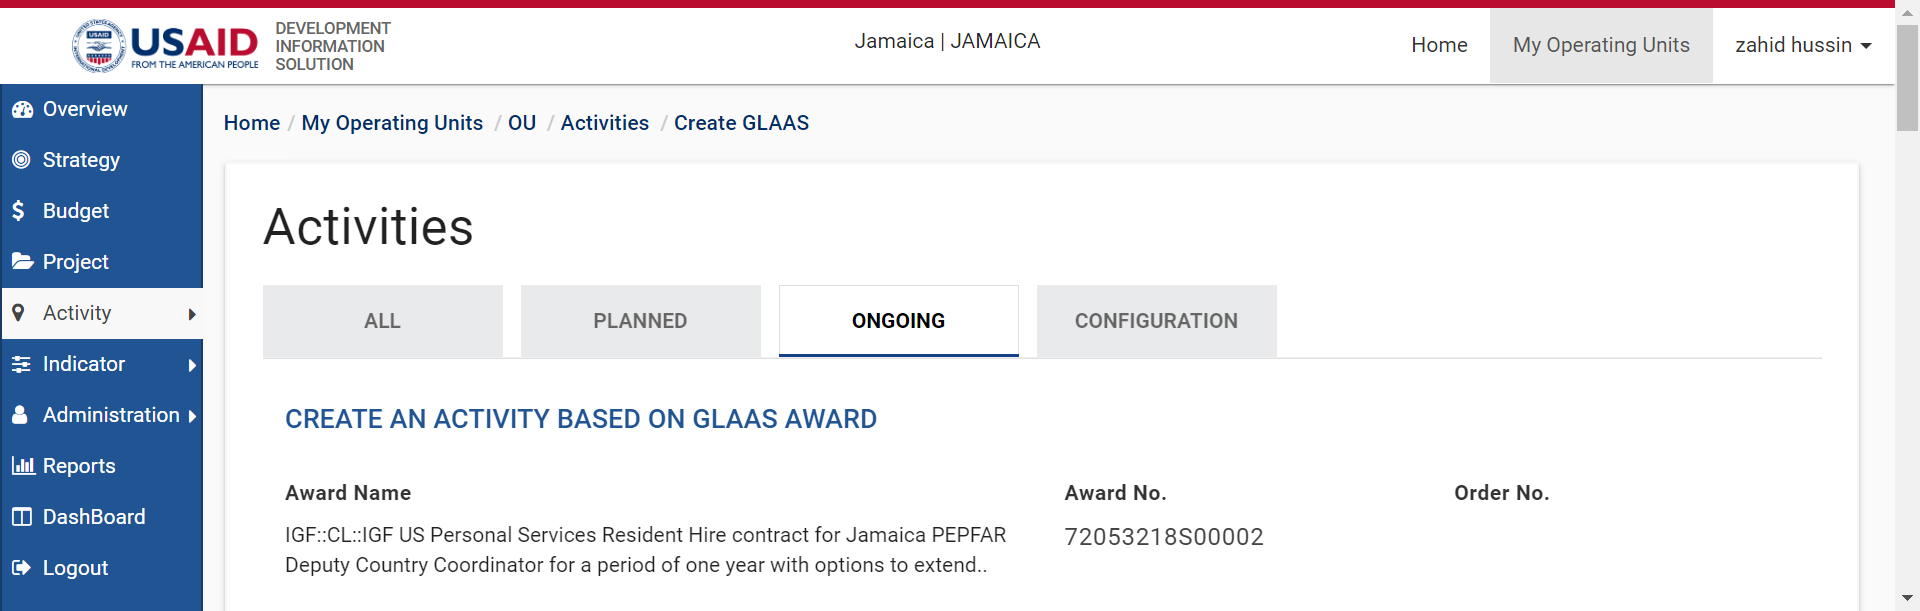 USAID
FROM THE AMERICAN PEOPLE
DEVELOPMENT
INFORMATION
SOLUTION
Jamaica | JAMAICA
Home
My Operating Units
zahid hussin
Overview
Strategy
Budget
Project
Activity
Indicator
Administration
Reports
DashBoard
Logout
Home / My Operating Units / OU / Activities / Create GLAAS
Activities
ALL
PLANNED
ONGOING
CONFIGURATION
CREATE AN ACTIVITY BASED ON GLAAS AWARD
Award Name
IGF::CL::IGF US Personal Services Resident Hire contract for Jamaica PEPFAR
Deputy Country Coordinator for a period of one year with options to extend..
Award No.
72053218S00002
Order No.